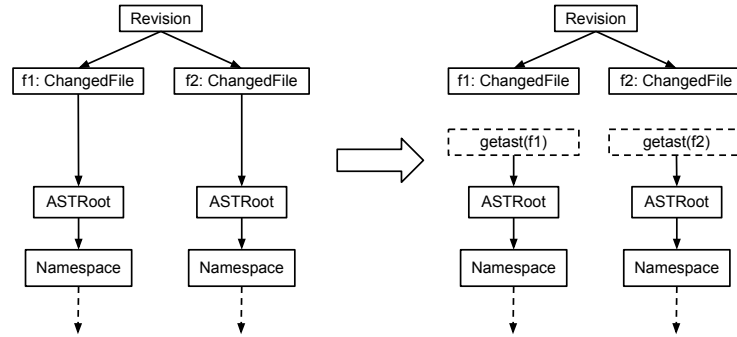 Revision
f1: ChangedFile
f2: ChangedFile
ASTRoot
ASTRoot
Namespace
Namespace
Revision
f1: ChangedFile
f2: ChangedFile
getast(f1)
getast(f2)
ASTRoot
ASTRoot
Namespace
Namespace